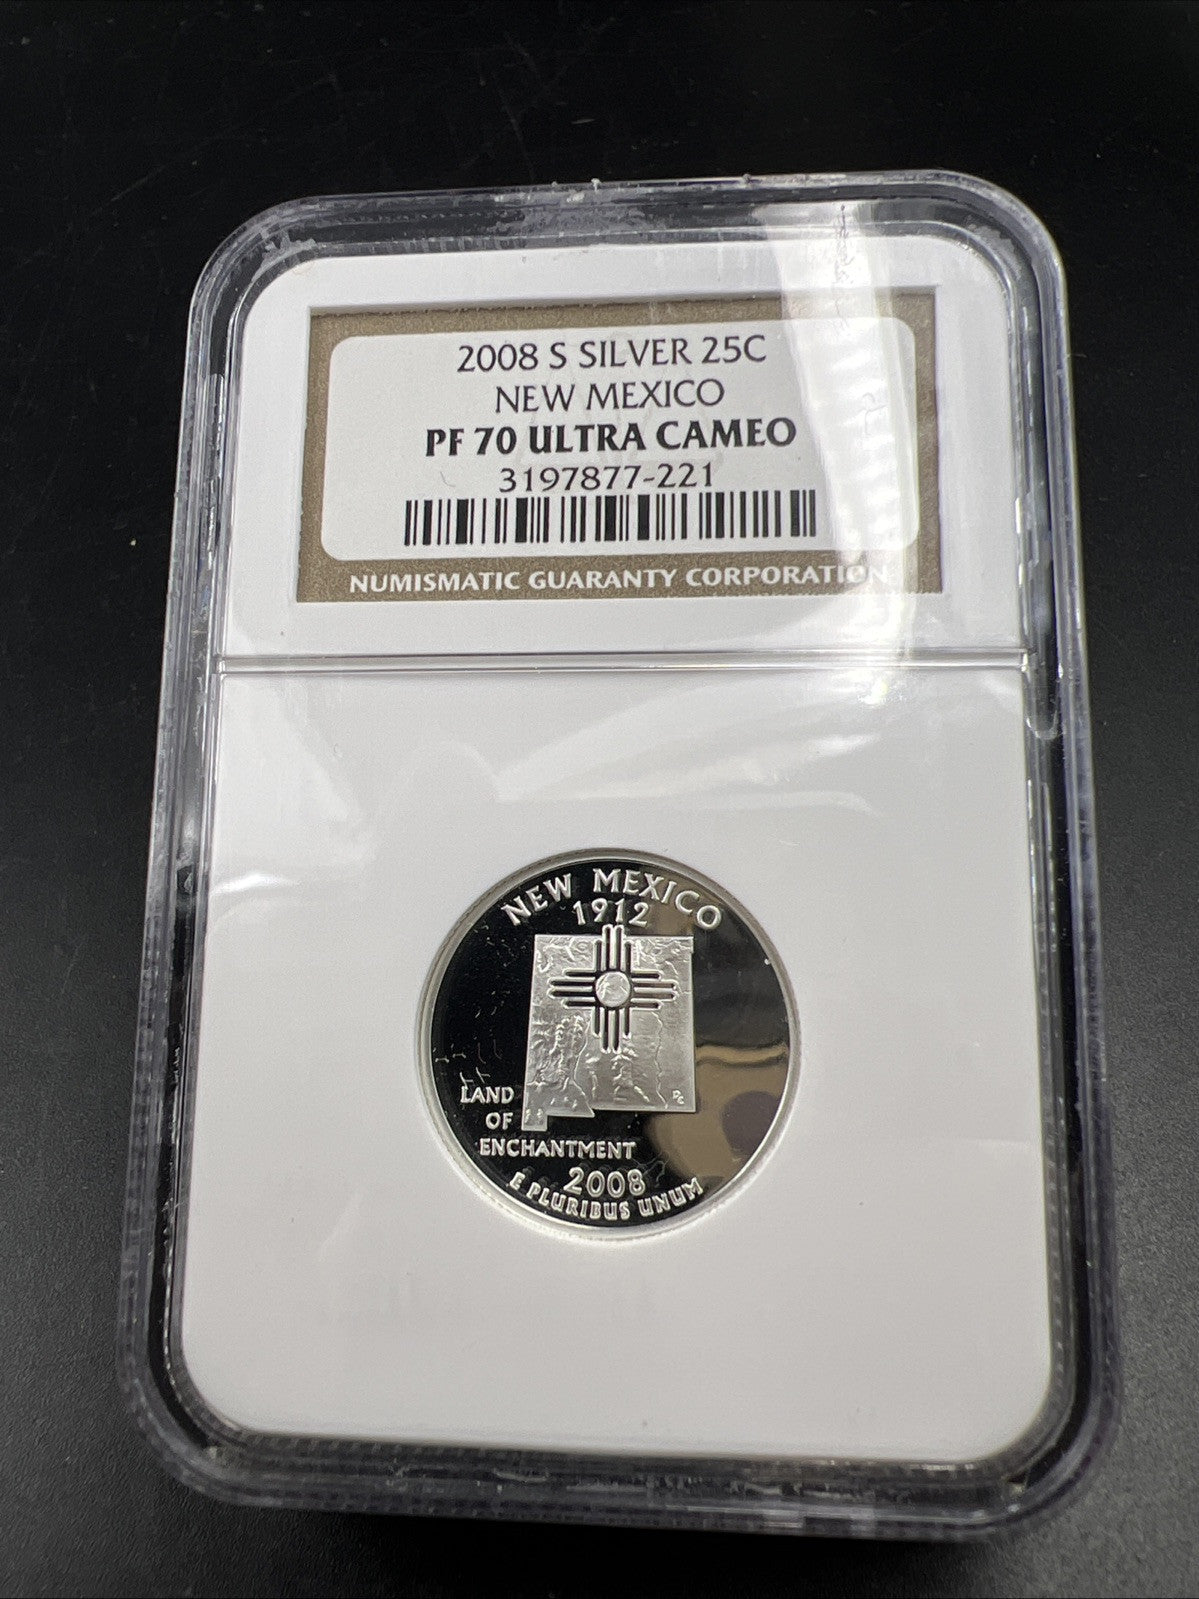 2008 S SILVER 25C
NEW MEXICO
PF 70 ULTRA CAMEO
3197877-221
NUMISMATIC GUARANTY CORPORATION
NEW MEXICO
1912
LAND
OF
ENCHANTMENT
2008
E PLURIBUS UNUM